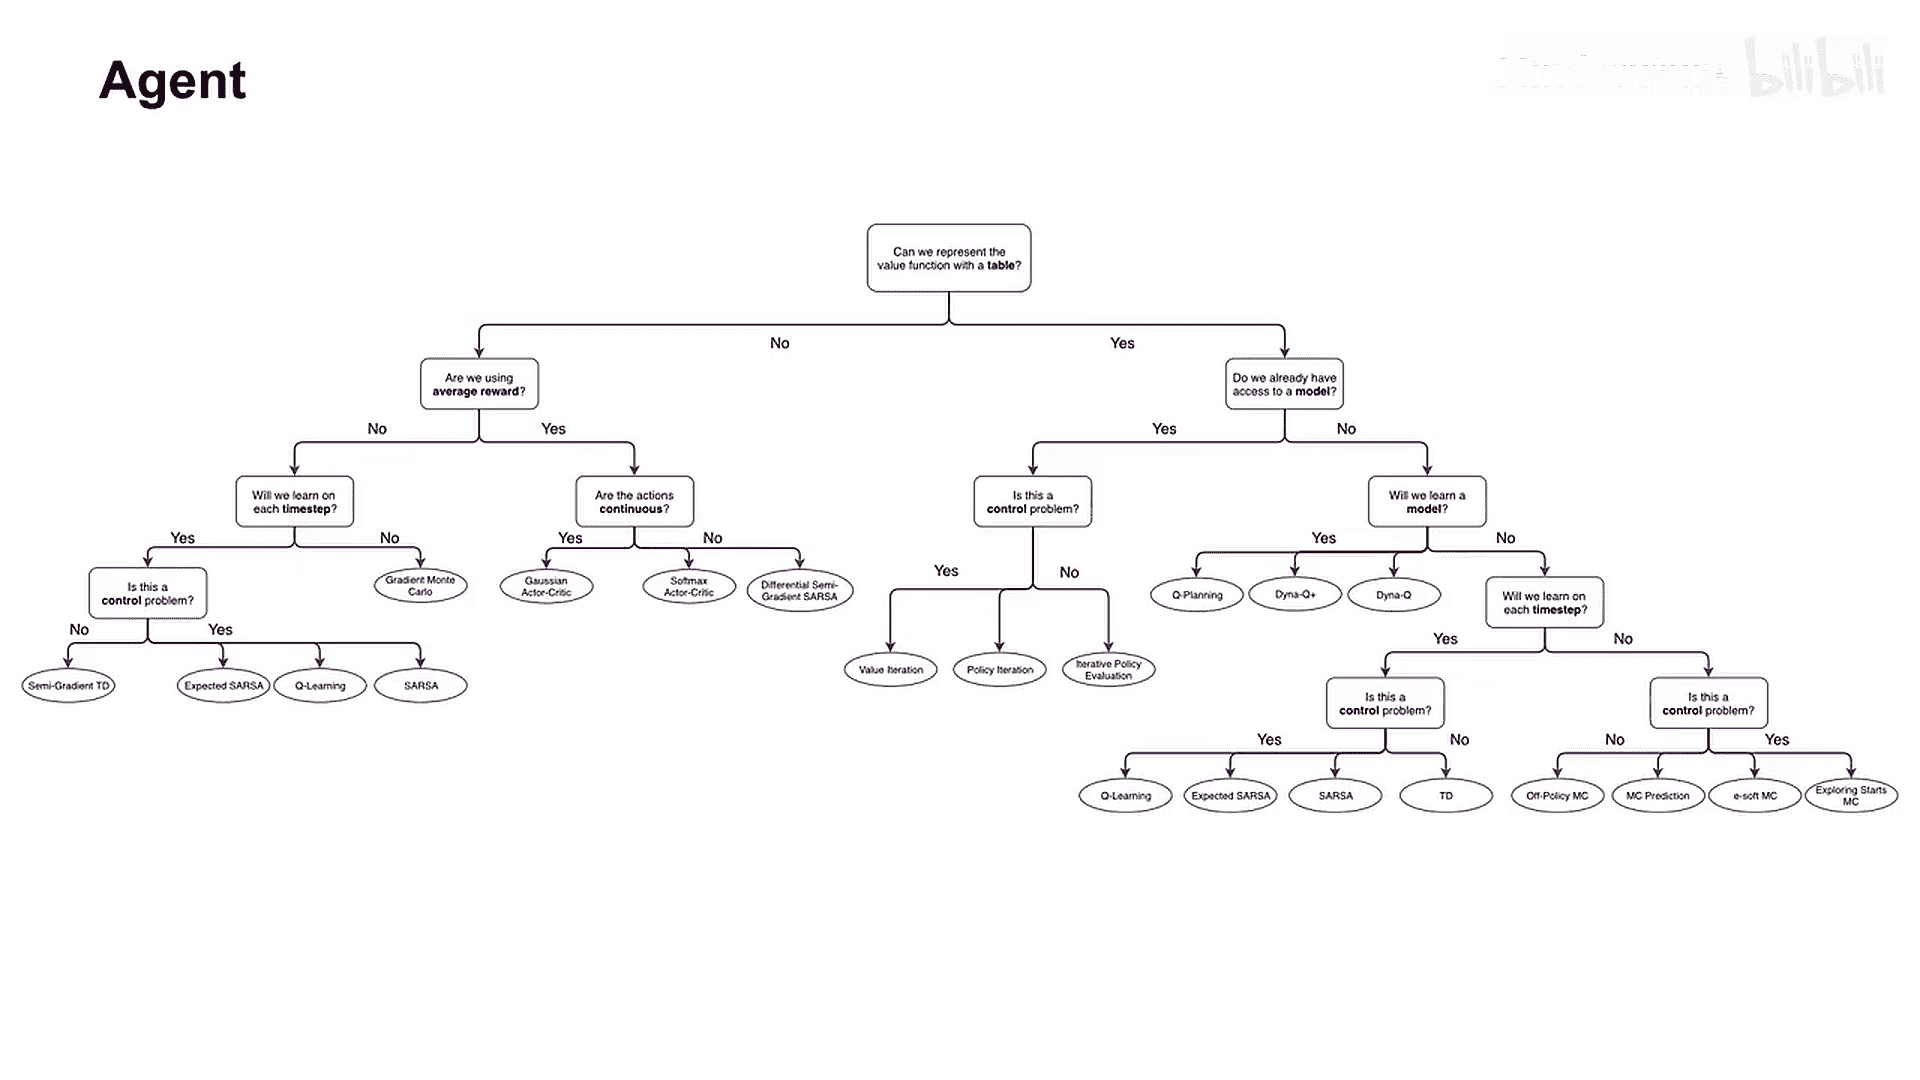 Agent
bilibili
Can we represent the
value function with a table?
No
Yes
Are we using
average reward?
Do we already have
access to a model?
No
Yes
Yes
No
Will we learn on
each timestep?
Are the actions
continuous?
Is this a
control problem?
Will we learn a
model?
Yes
No
Yes
No
Yes
No
Yes
No
Is this a
control problem?
Gradient Monte
Carlo
Gaussian
Actor-Critic
Softmax
Actor-Critic
Differential Semi-
Gradient SARSA
Q-Planning
Dyna-Q+
Dyna-Q
Will we learn on
each timestep?
No
Yes
Yes
No
Semi-Gradient TD
Expected SARSA
Q-Learning
SARSA
Value Iteration
Policy Iteration
Iterative Policy
Evaluation
Is this a
control problem?
Is this a
control problem?
Yes
No
No
Yes
Q-Learning
Expected SARSA
SARSA
TD
Off-Policy MC
MC Prediction
e-soft MC
Exploring Starts
MC